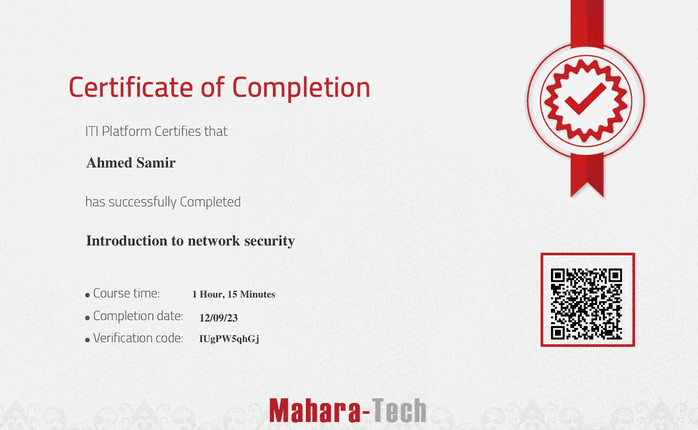 Certificate of Completion
ITI Platform Certifies that
Ahmed Samir
has successfully Completed
Introduction to network security
• Course time: 1 Hour, 15 Minutes
• Completion date: 12/09/23
• Verification code: IUgPW5qhGj
Mahara-Tech